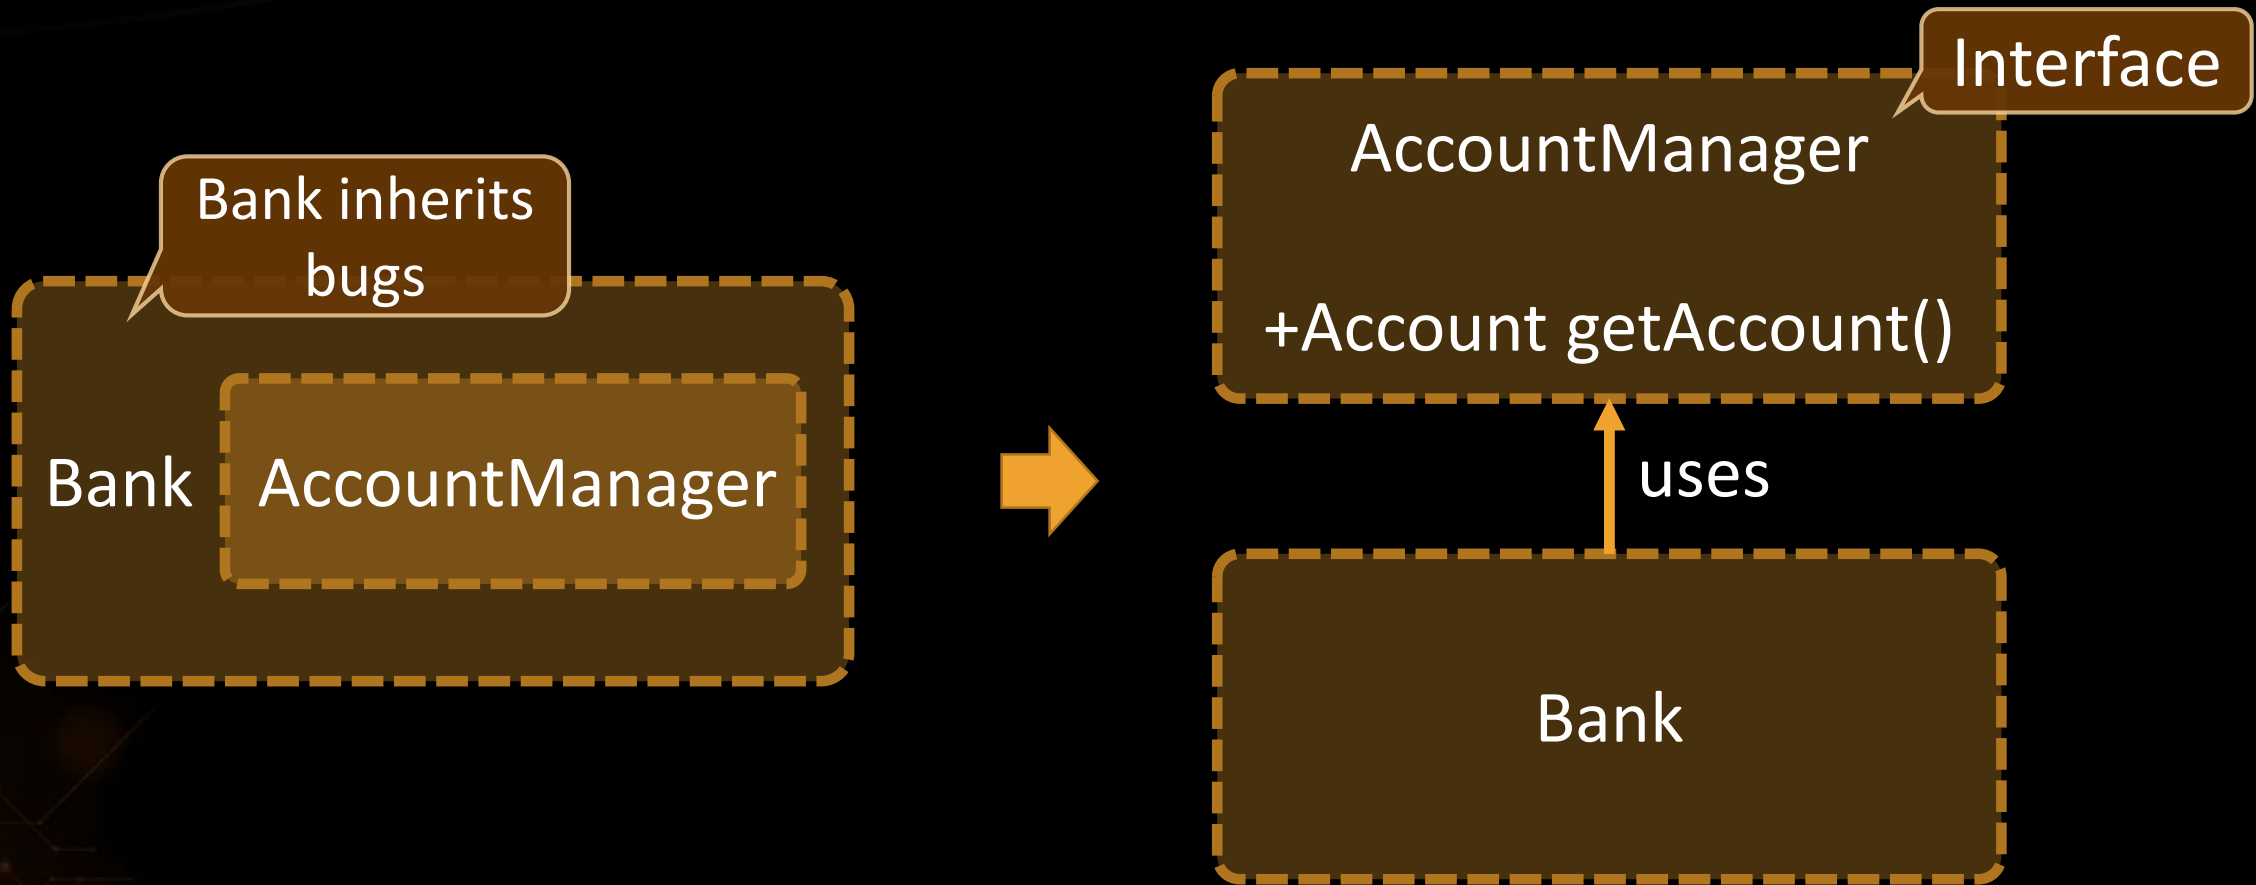 Bank inherits
bugs
Bank
AccountManager
Interface
AccountManager
+Account getAccount()
uses
Bank